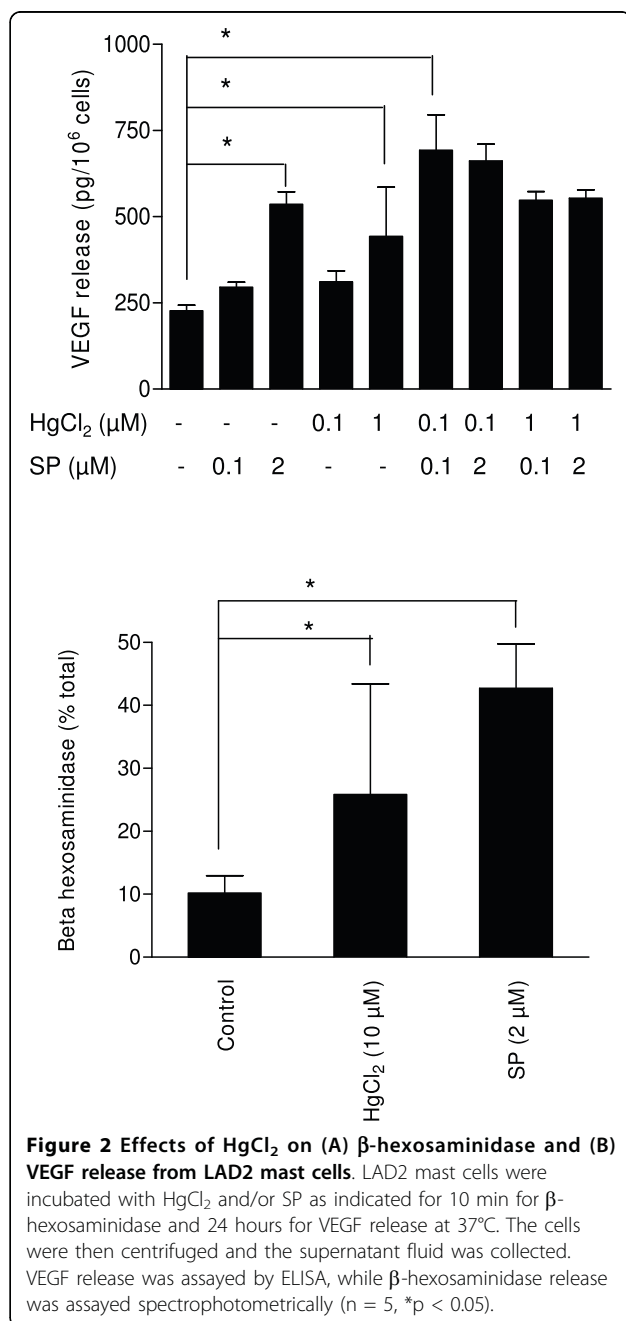 *
*
*
1000
750
500
250
0
VEGF release (pg/10⁶ cells)
HgCl₂ (µM) - - - 0.1 1 0.1 0.1 1 1
SP (µM) - 0.1 2 - - 0.1 2 0.1 2
*
*
50
40
30
20
10
0
Beta hexosaminidase (% total)
Control
HgCl₂ (10 µM)
SP (2 µM)
Figure 2 Effects of HgCl₂ on (A) β-hexosaminidase and (B)
VEGF release from LAD2 mast cells. LAD2 mast cells were
incubated with HgCl₂ and/or SP as indicated for 10 min for β-
hexosaminidase and 24 hours for VEGF release at 37°C. The cells
were then centrifuged and the supernatant fluid was collected.
VEGF release was assayed by ELISA, while β-hexosaminidase release
was assayed spectrophotometrically (n = 5, *p < 0.05).